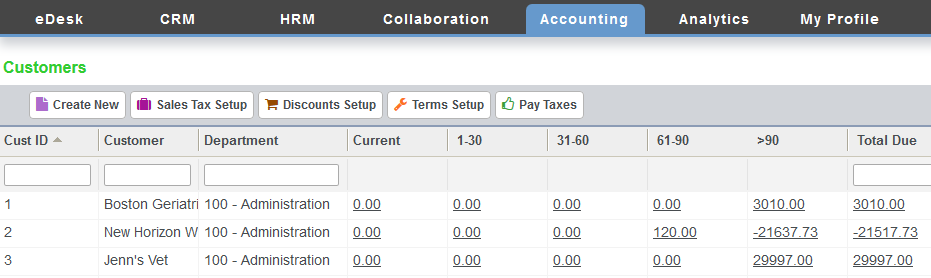 eDesk CRM HRM Collaboration Accounting Analytics My Profile
Customers
Create New Sales Tax Setup Discounts Setup Terms Setup Pay Taxes
Cust ID Customer Department Current 1-30 31-60 61-90 >90 Total Due
1 Boston Geriatri 100 - Administration 0.00 0.00 0.00 0.00 3010.00 3010.00
2 New Horizon W 100 - Administration 0.00 0.00 0.00 120.00 -21637.73 -21517.73
3 Jenn's Vet 100 - Administration 0.00 0.00 0.00 0.00 29997.00 29997.00